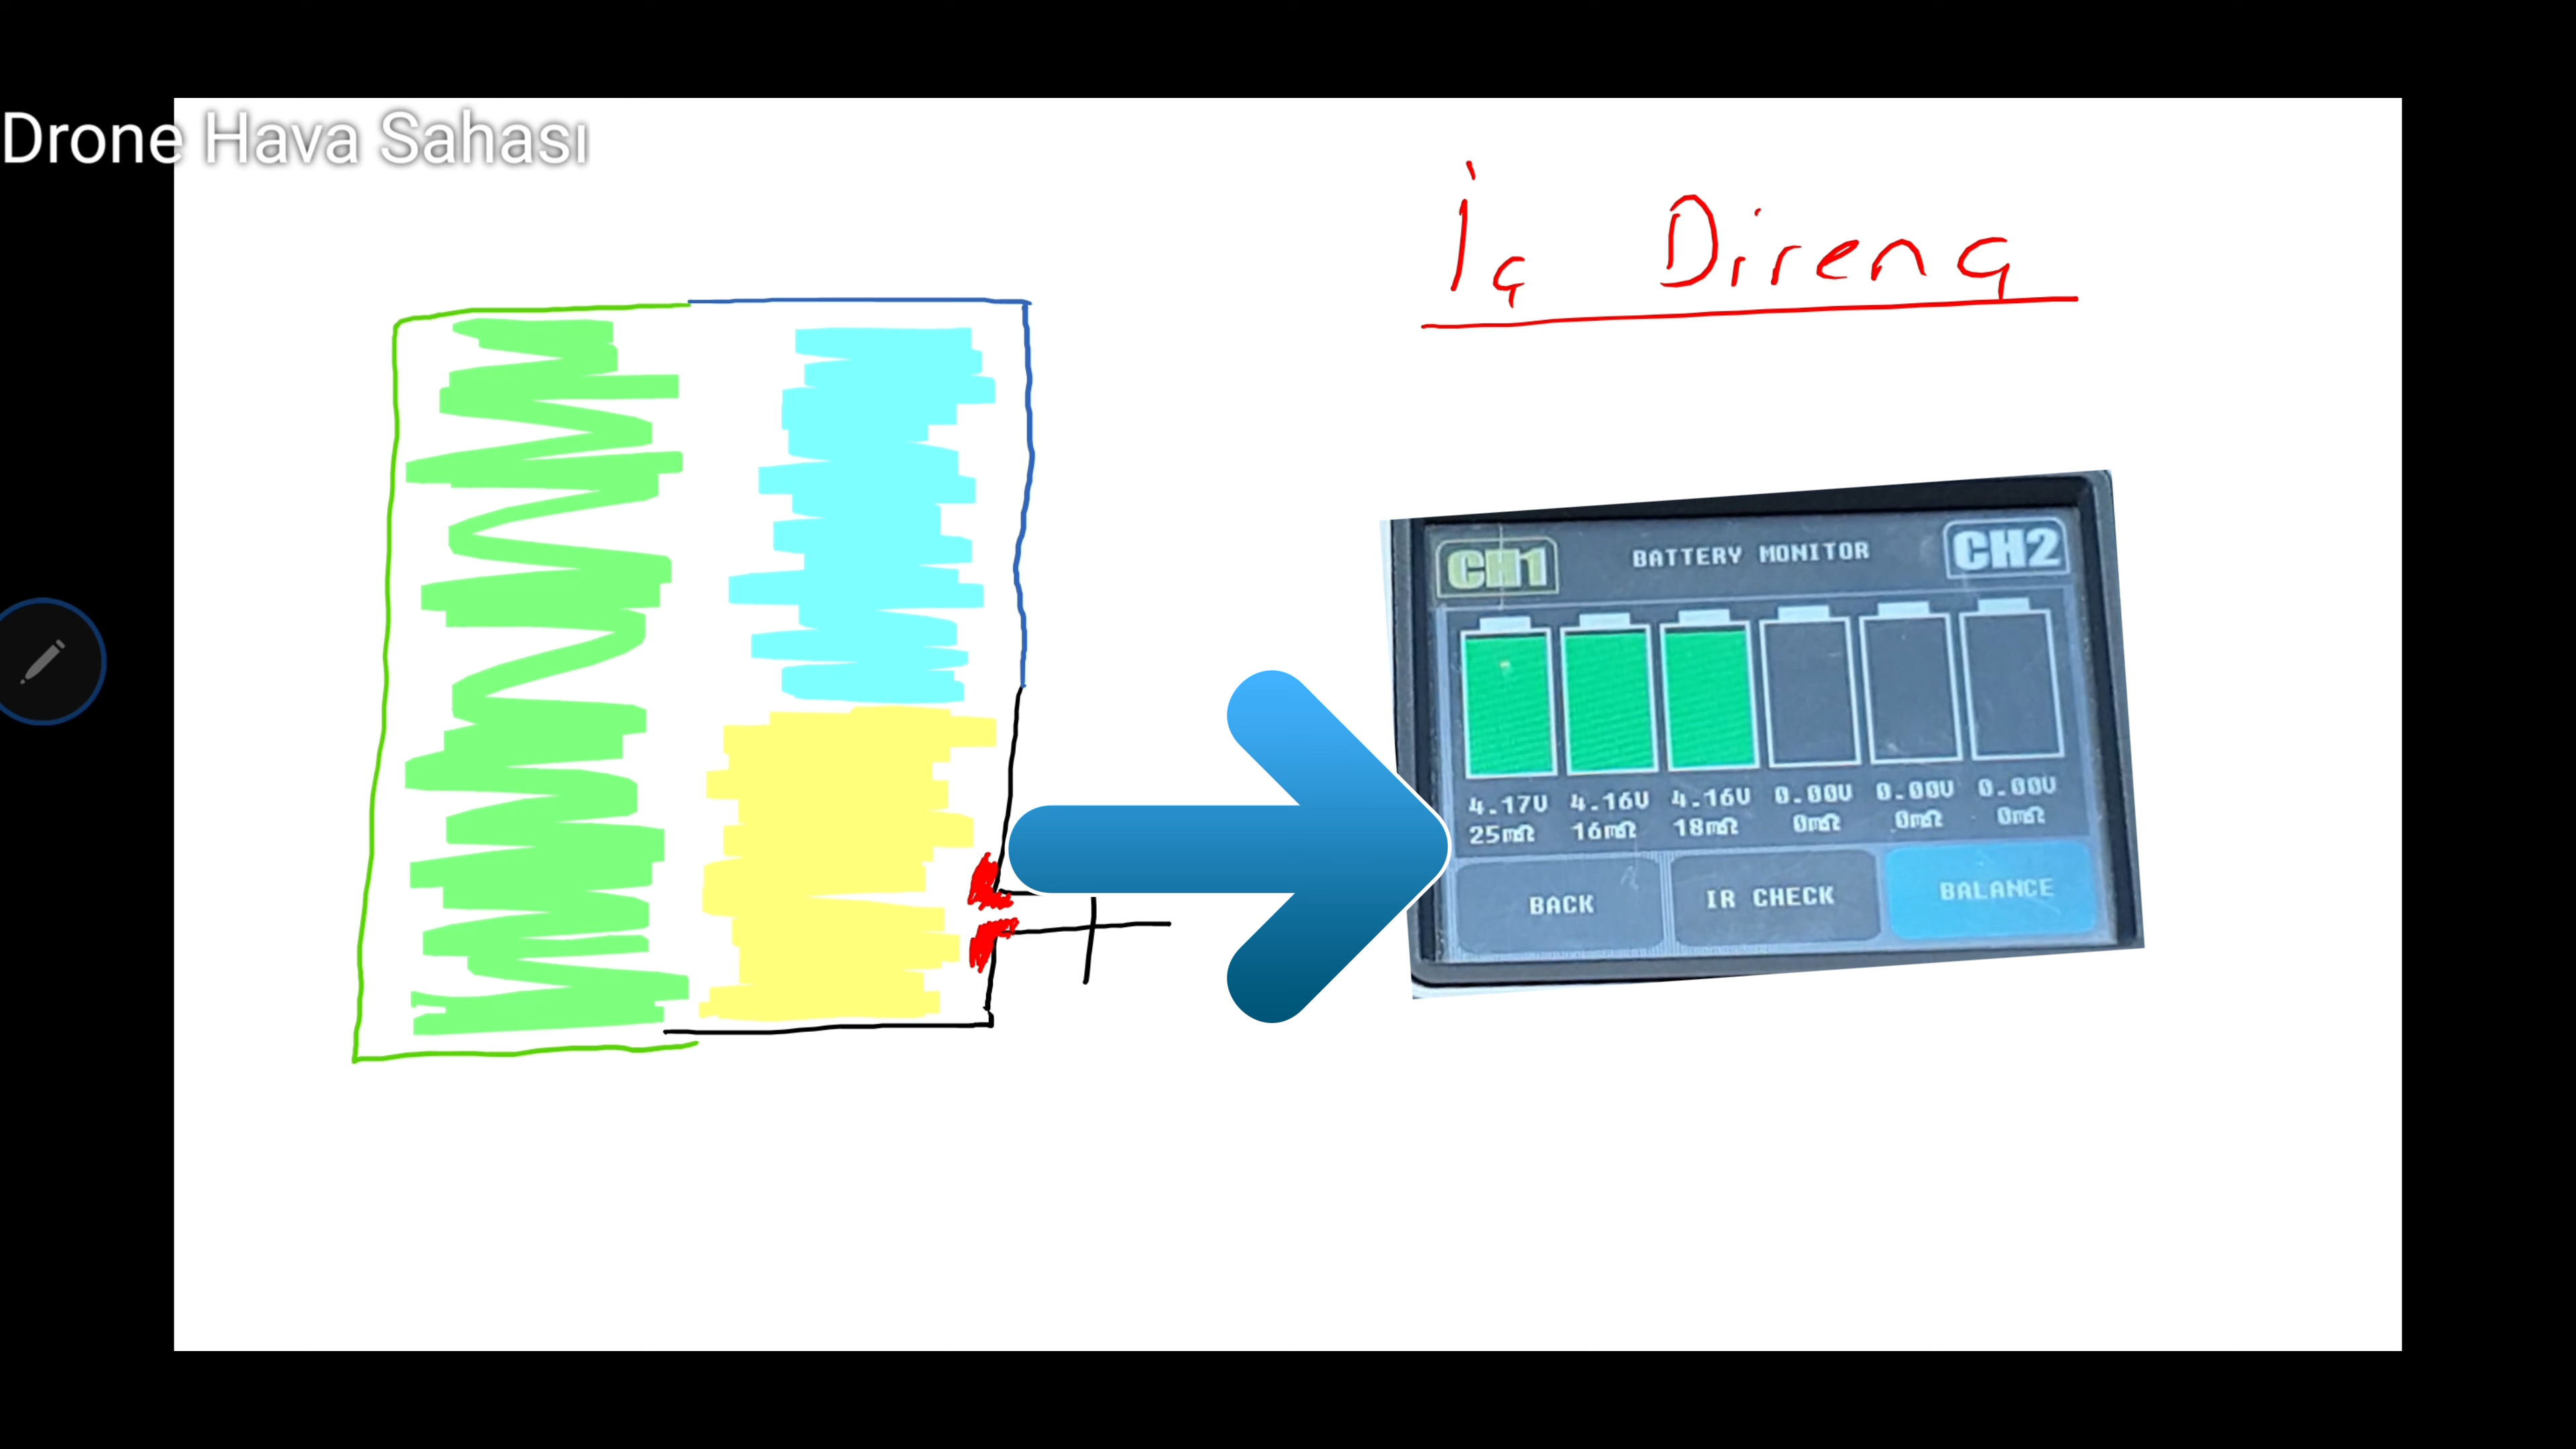 Drone Hava Sahası
İç Direnç
CH1 BATTERY MONITOR CH2
4.17V 4.16V 4.16V 0.00V 0.00V 0.00V
25mΩ 16mΩ 18mΩ 0mΩ 0mΩ 0mΩ
BACK IR CHECK BALANCE